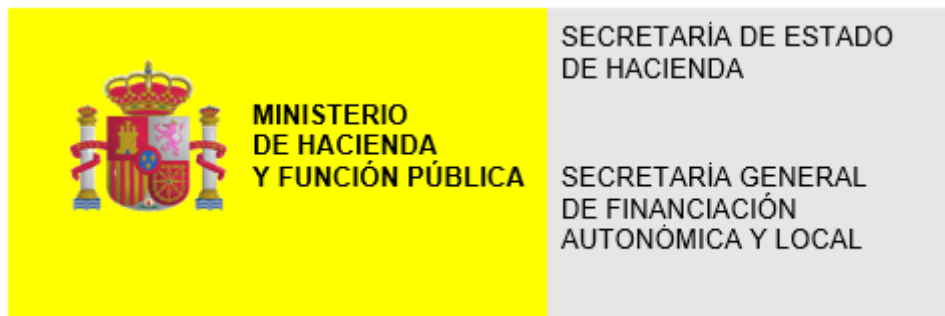 MINISTERIO
DE HACIENDA
Y FUNCIÓN PÚBLICA
SECRETARÍA DE ESTADO
DE HACIENDA
SECRETARÍA GENERAL
DE FINANCIACIÓN
AUTONÓMICA Y LOCAL